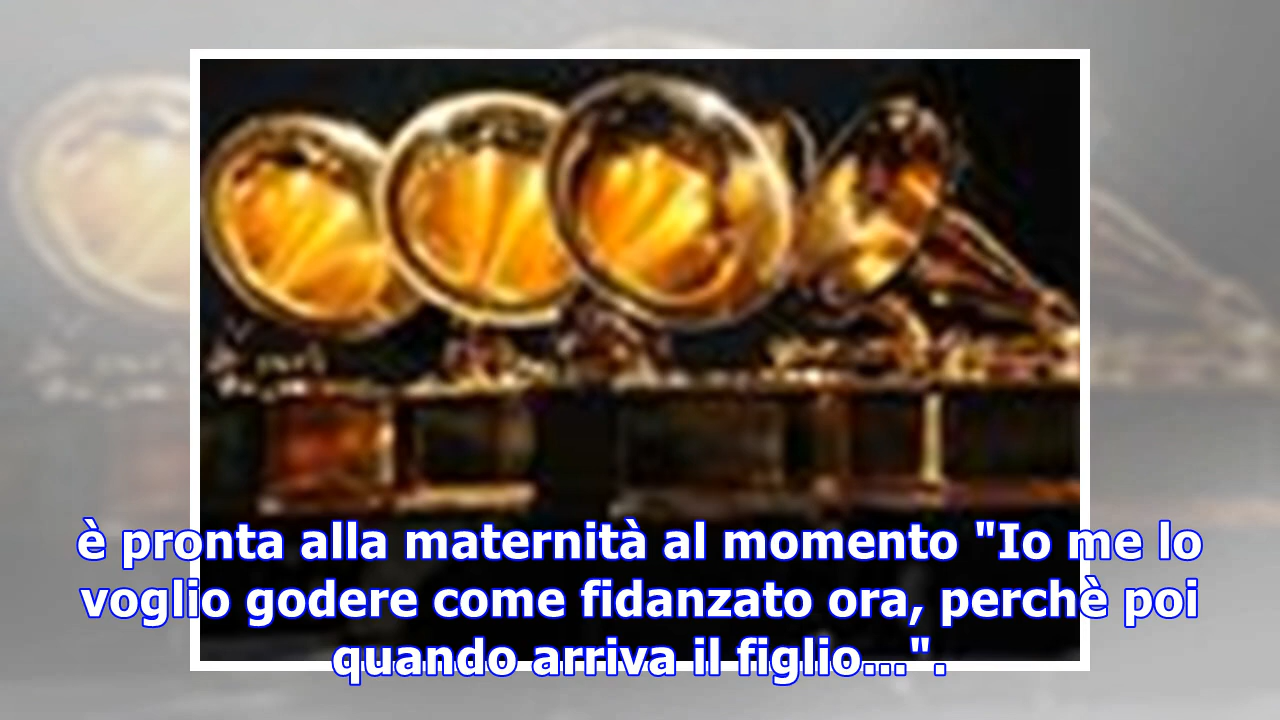 è pronta alla maternità al momento "Io me lo
voglio godere come fidanzato ora, perchè poi
quando arriva il figlio...".